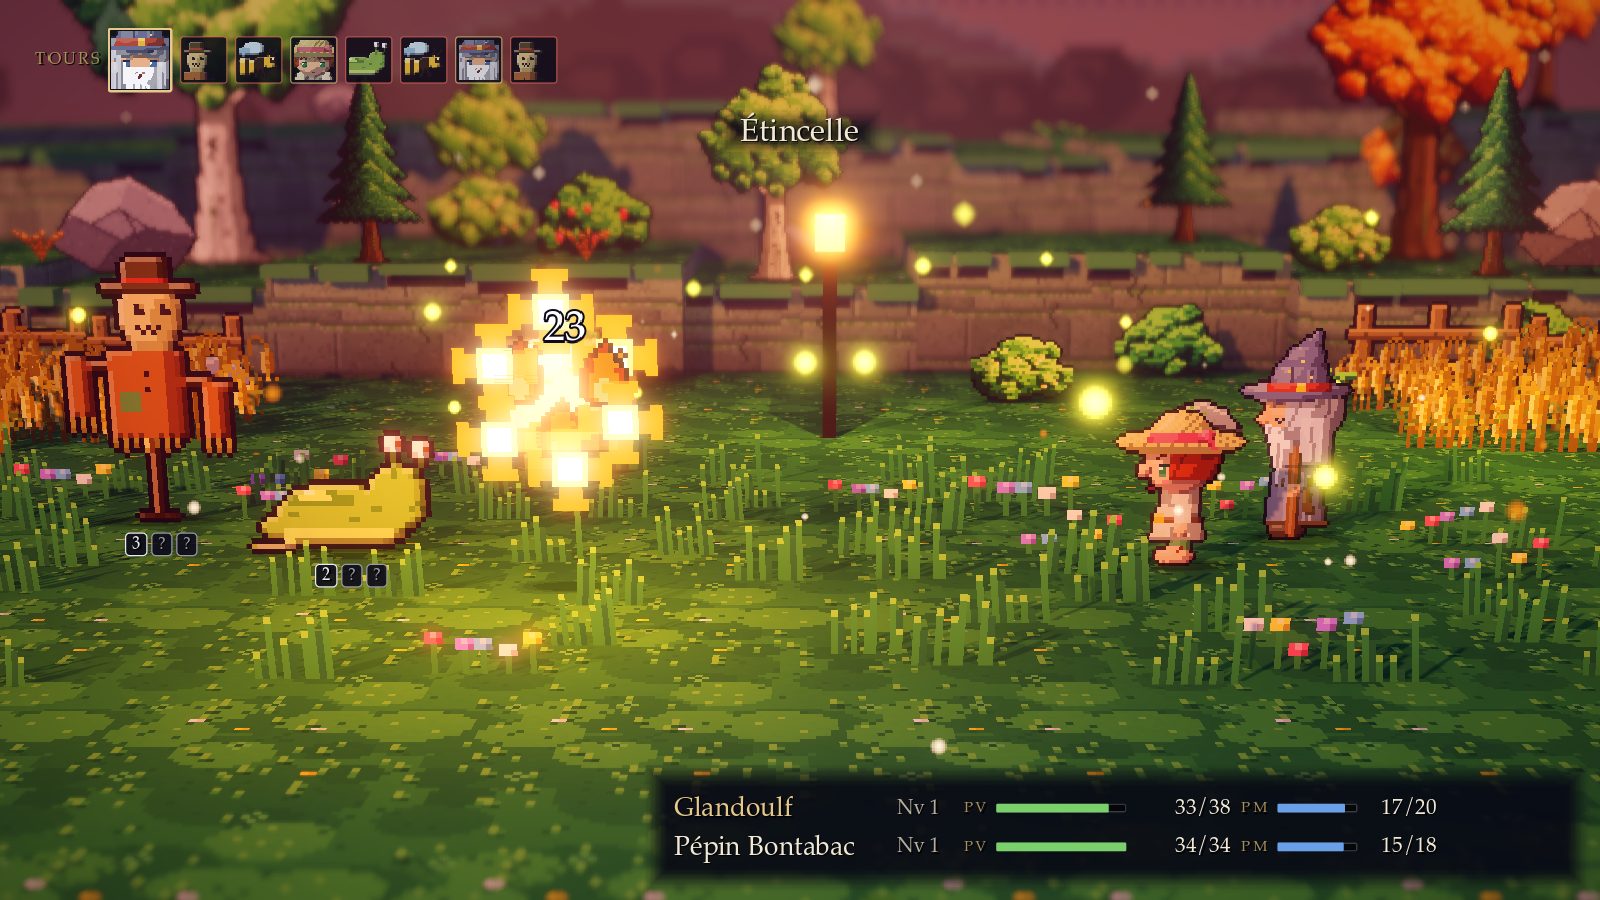 TOURS
Étincelle
23
3 ? ?
2 ? ?
Glandoulf Nv 1 PV 33/38 PM 17/20
Pépin Bontabac Nv 1 PV 34/34 PM 15/18